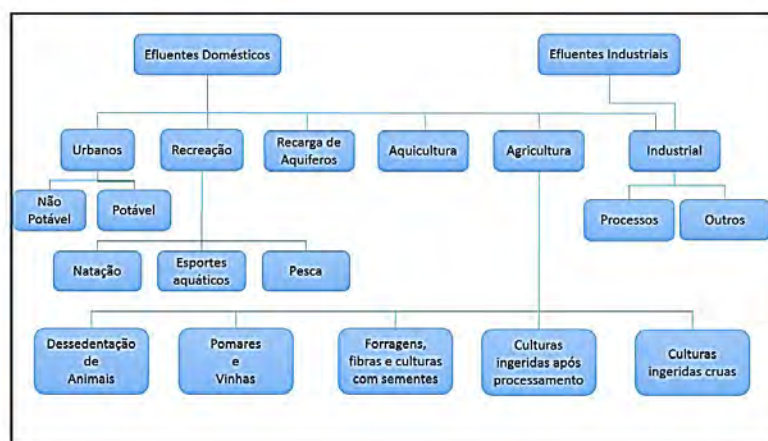 Efluentes Domésticos
Efluentes Industriais
Urbanos
Recreação
Recarga de
Aquiferos
Aquicultura
Agricultura
Industrial
Não
Potável
Potável
Processos
Outros
Natação
Esportes
aquáticos
Pesca
Dessedentação
de
Animais
Pomares
e
Vinhas
Forragens,
fibras e culturas
com sementes
Culturas
ingeridas após
processamento
Culturas
ingeridas cruas